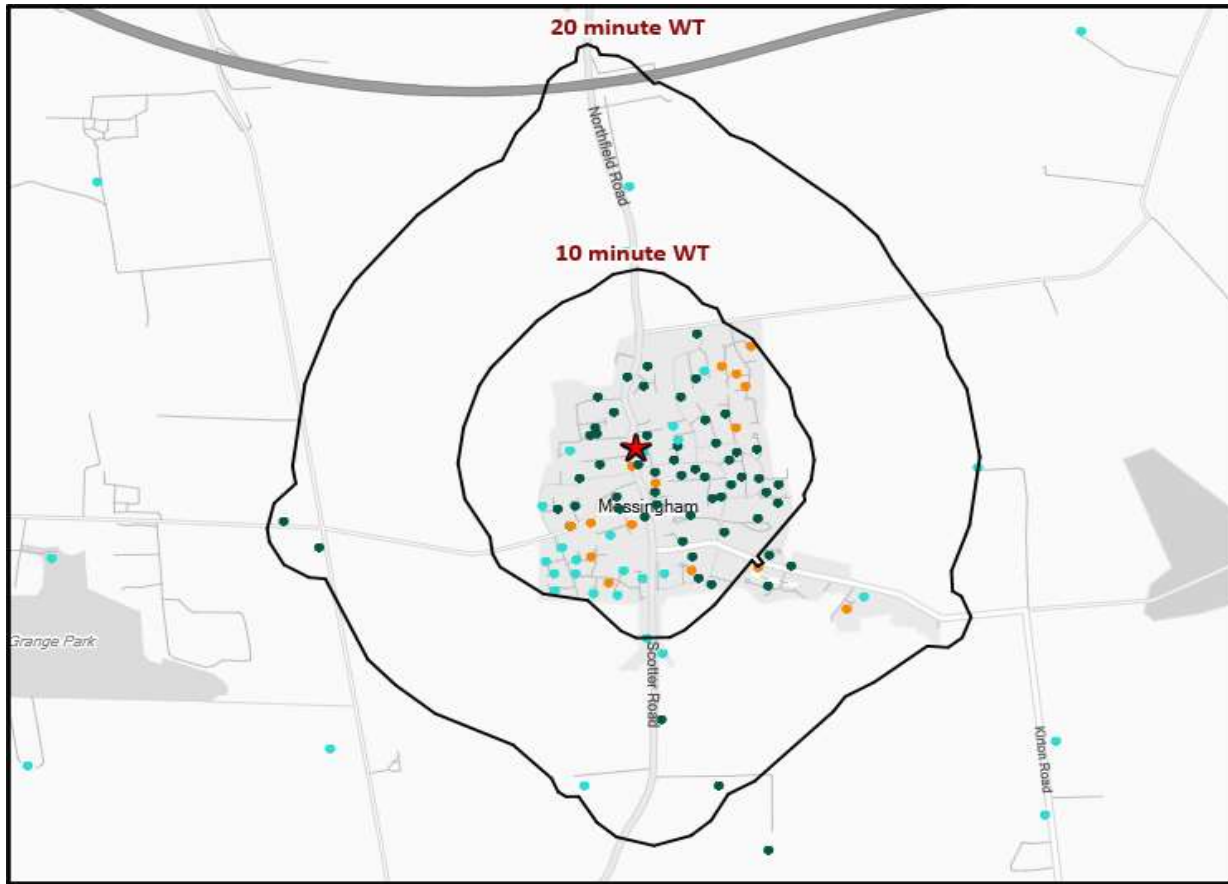 20 minute WT
Northfield Road
10 minute WT
Messingham
Grange Park
Scotter Road
Kirton Road